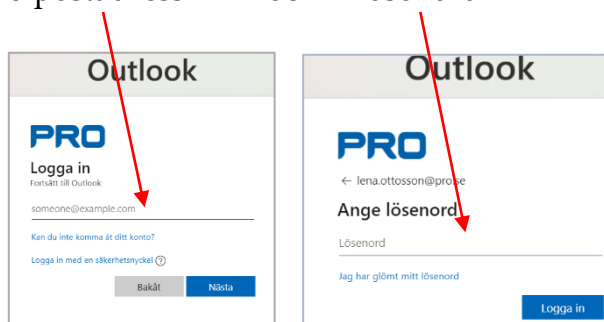 Outlook
PRO
Logga in
Fortsätt till Outlook
someone@example.com
Kan du inte komma åt ditt konto?
Logga in med en säkerhetsnyckel
Bakåt Nästa
Outlook
PRO
← lena.ottosson@pro.se
Ange lösenord
Lösenord
Jag har glömt mitt lösenord
Logga in